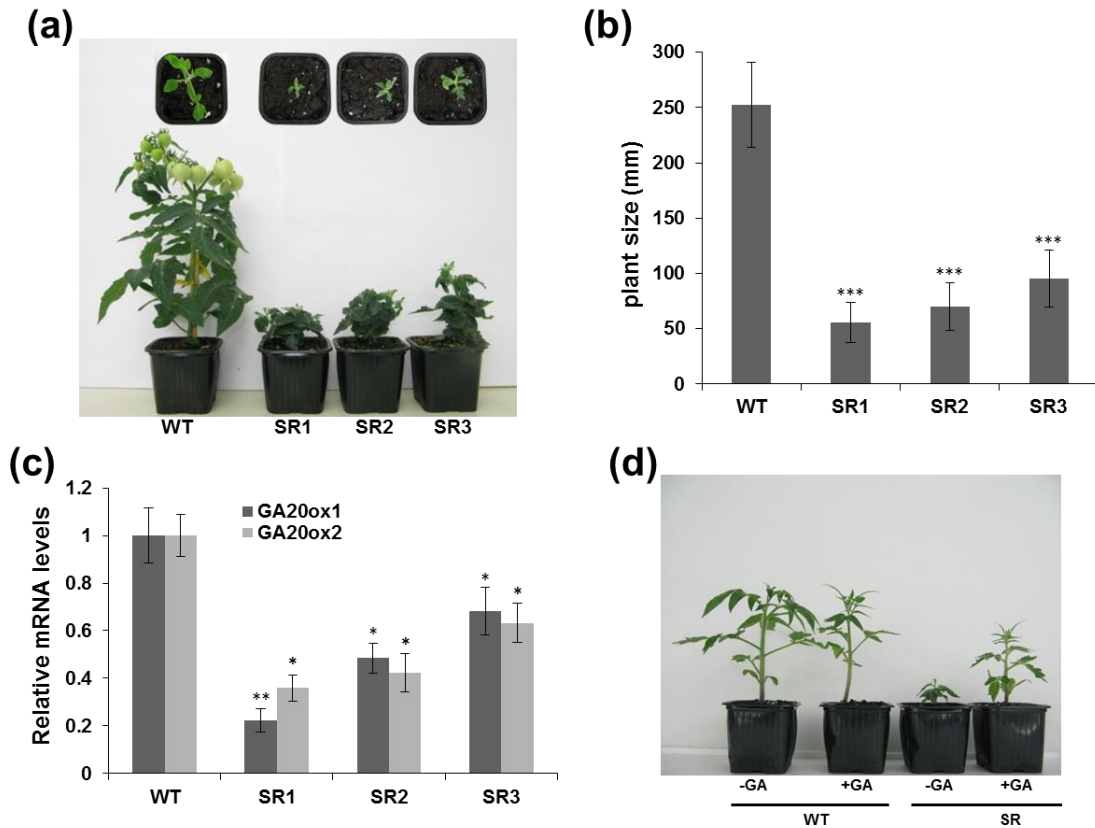 (a)
WT SR1 SR2 SR3
(b)
plant size (mm)
300
250
200
150
100
50
0
***
***
***
WT SR1 SR2 SR3
(c)
Relative mRNA levels
1.2
1
0.8
0.6
0.4
0.2
0
GA20ox1
GA20ox2
** *
* *
* *
WT SR1 SR2 SR3
(d)
-GA +GA -GA +GA
WT SR